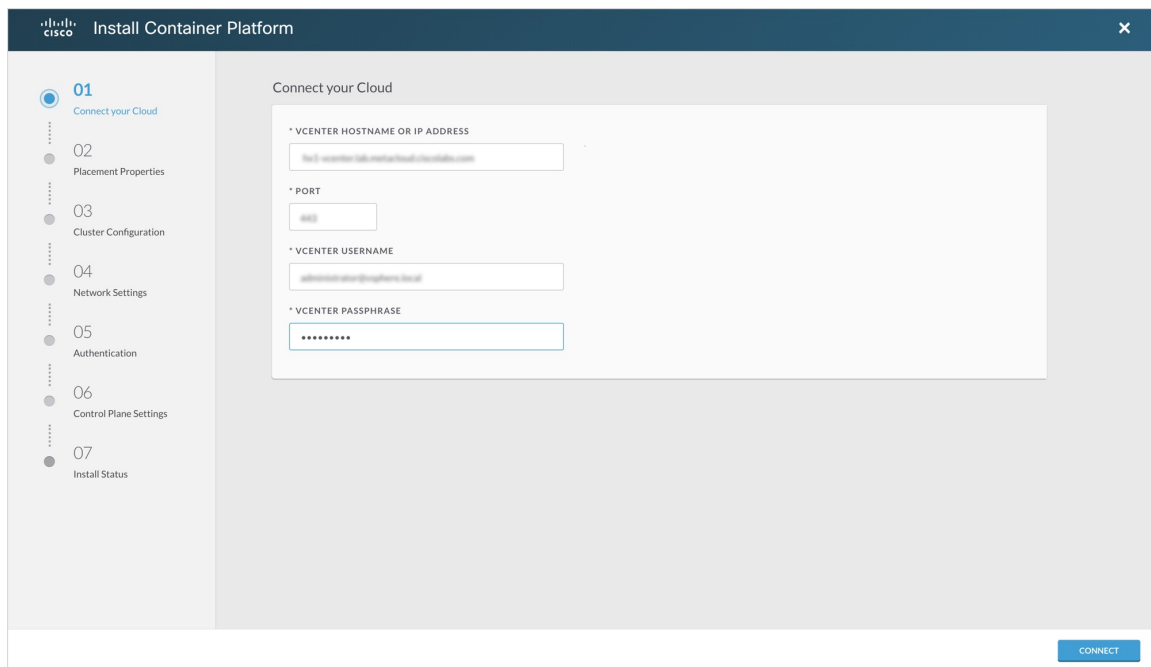 CISCO
Install Container Platform
01
Connect your Cloud
02
Placement Properties
03
Cluster Configuration
04
Network Settings
05
Authentication
06
Control Plane Settings
07
Install Status
Connect your Cloud
* VCENTER HOSTNAME OR IP ADDRESS
* PORT
* VCENTER USERNAME
* VCENTER PASSPHRASE
CONNECT